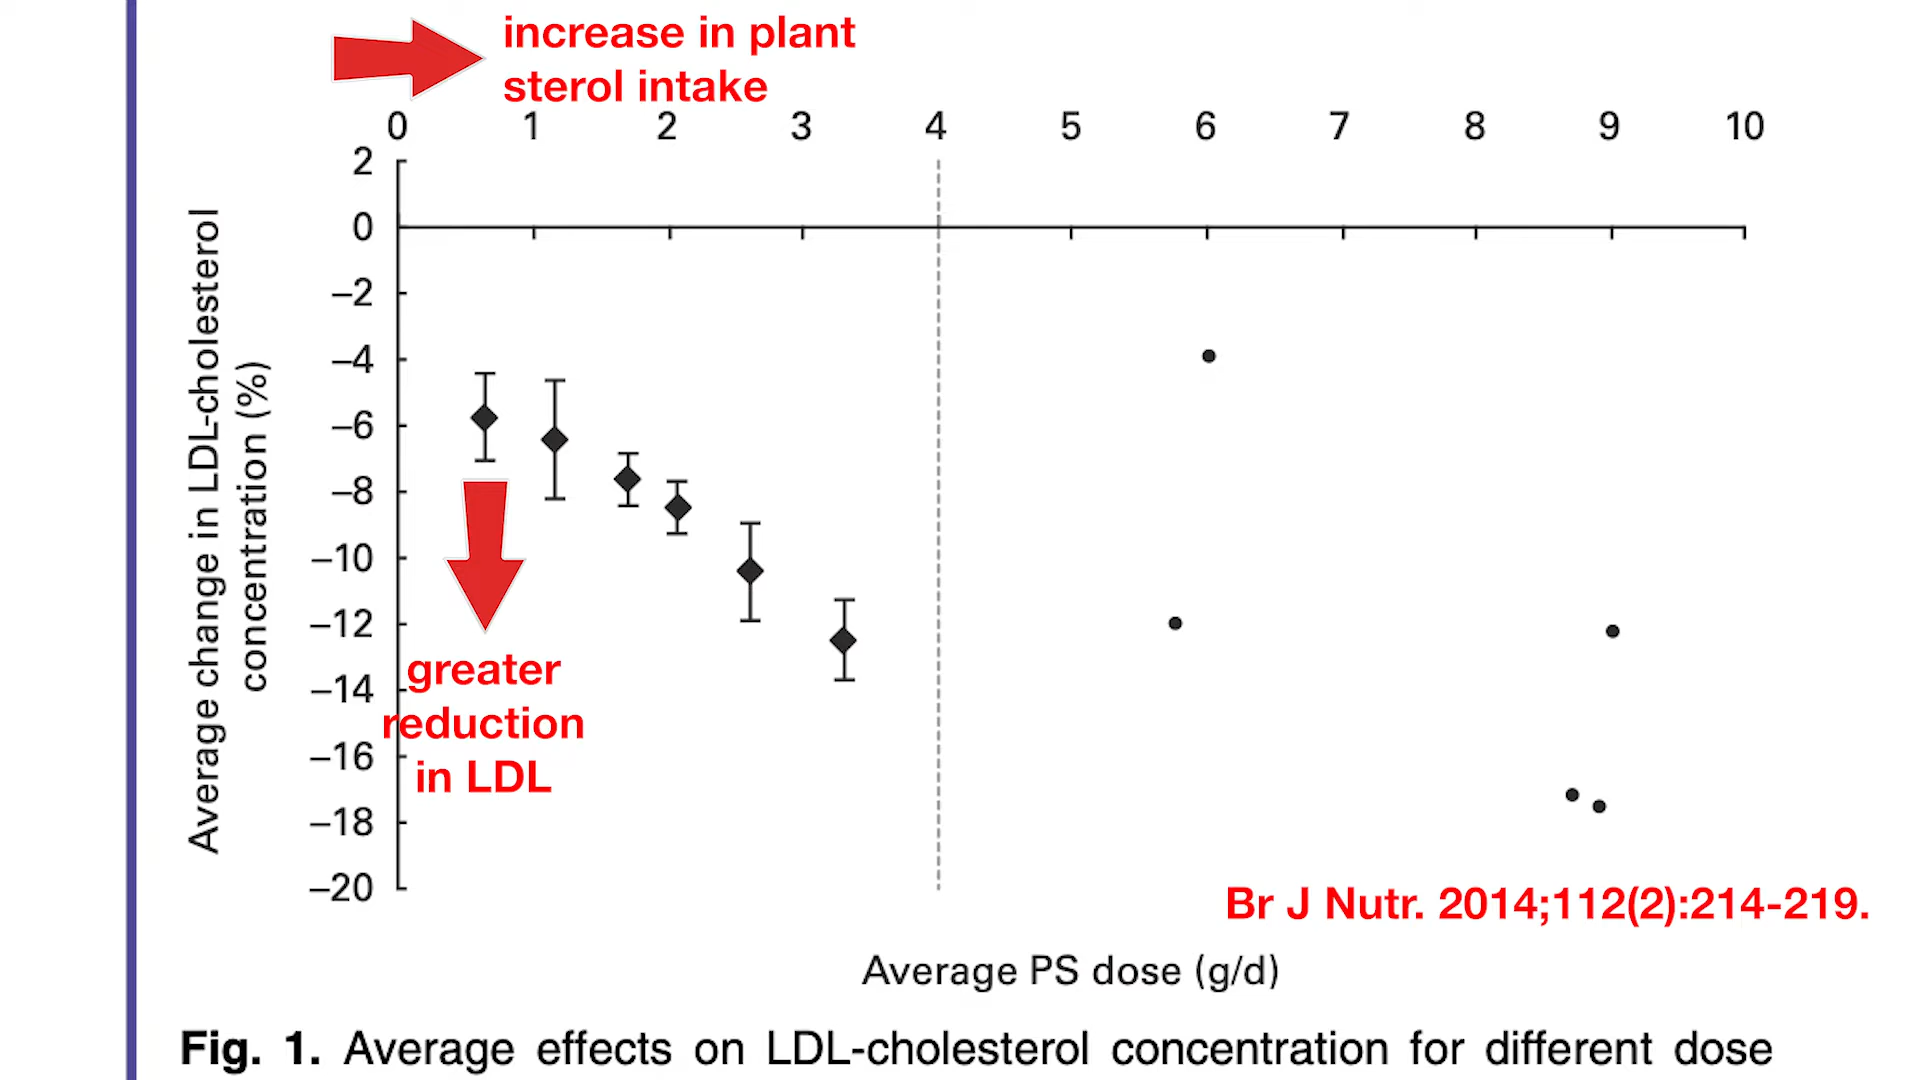 increase in plant
sterol intake
0 1 2 3 4 5 6 7 8 9 10
2
0
–2
–4
–6
–8
–10
–12
–14
–16
–18
–20
Average change in LDL-cholesterol
concentration (%)
greater
reduction
in LDL
Br J Nutr. 2014;112(2):214-219.
Average PS dose (g/d)
Fig. 1. Average effects on LDL-cholesterol concentration for different dose